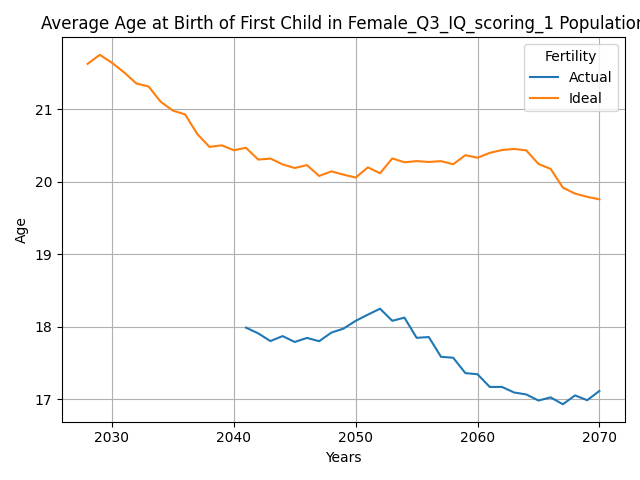 Average Age at Birth of First Child in Female_Q3_IQ_scoring_1 Population
Fertility
Actual
Ideal
21
20
19
18
17
Age
2030 2040 2050 2060 2070
Years